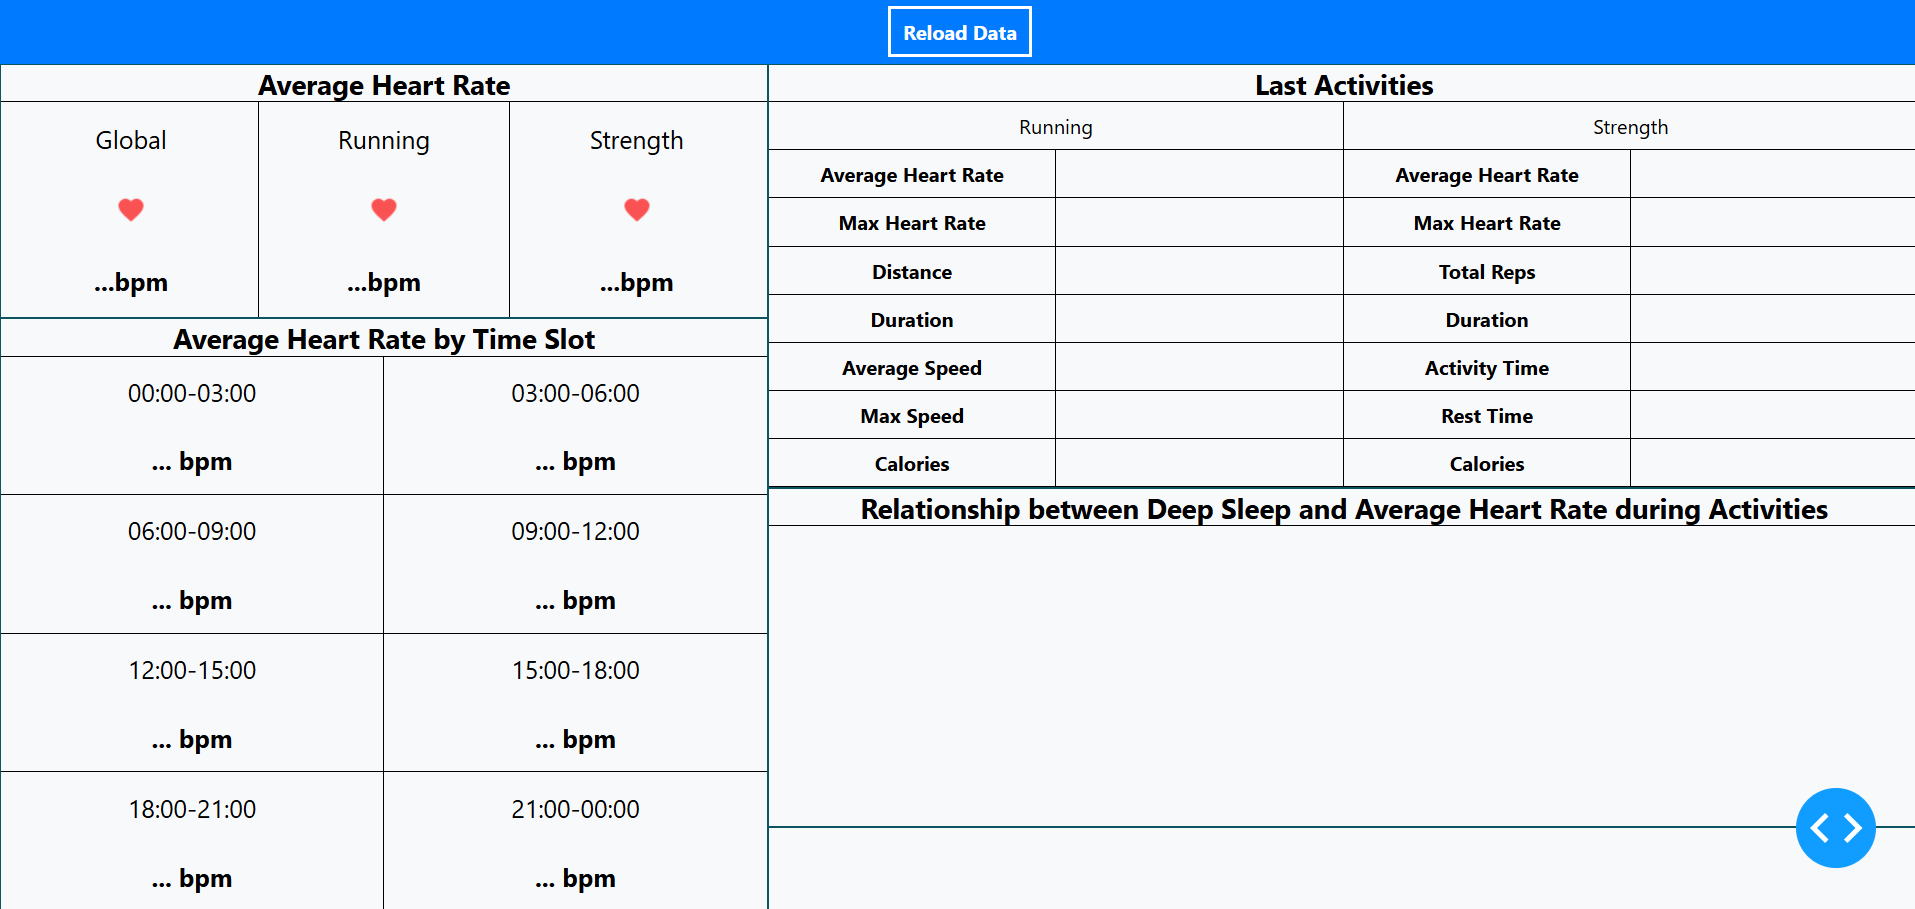 Reload Data
Average Heart Rate
Global Running Strength
...bpm ...bpm ...bpm
Average Heart Rate by Time Slot
00:00-03:00 03:00-06:00
... bpm ... bpm
06:00-09:00 09:00-12:00
... bpm ... bpm
12:00-15:00 15:00-18:00
... bpm ... bpm
18:00-21:00 21:00-00:00
... bpm ... bpm
Last Activities
Running Strength
Average Heart Rate Average Heart Rate
Max Heart Rate Max Heart Rate
Distance Total Reps
Duration Duration
Average Speed Activity Time
Max Speed Rest Time
Calories Calories
Relationship between Deep Sleep and Average Heart Rate during Activities